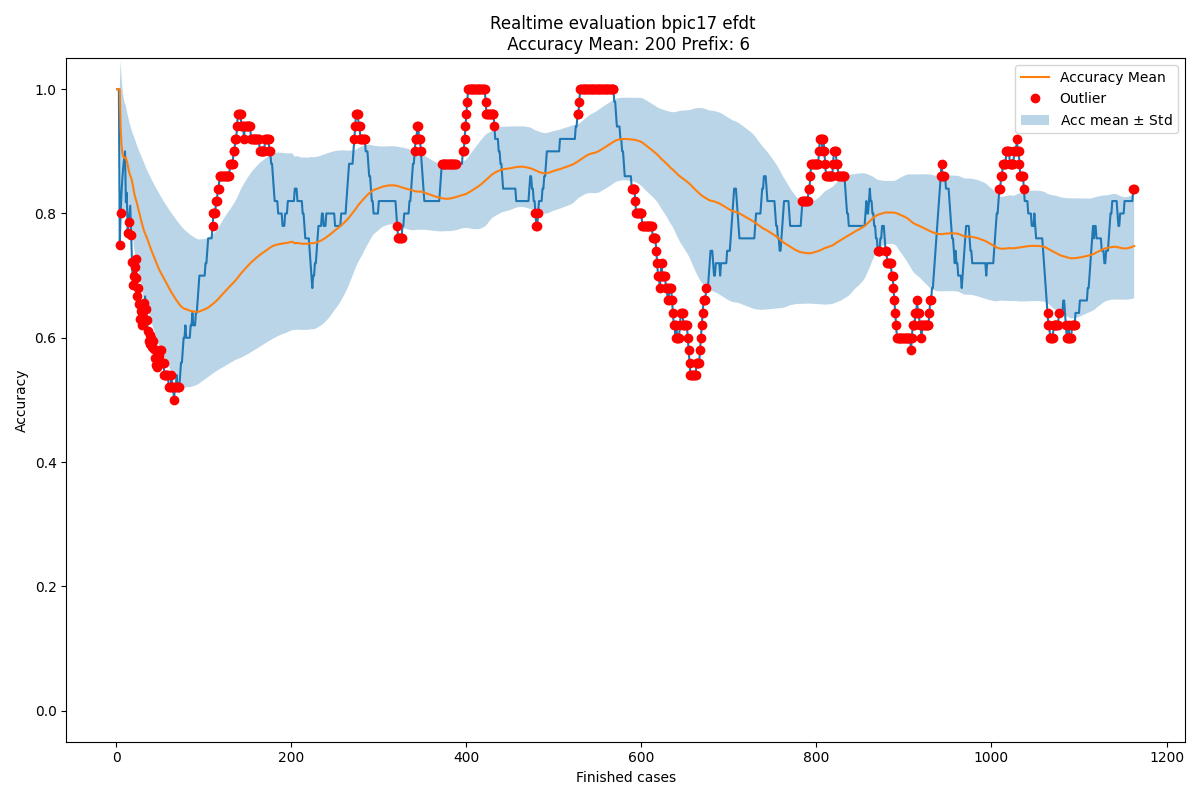 Realtime evaluation bpic17 efdt
Accuracy Mean: 200 Prefix: 6
Accuracy Mean
Outlier
Acc mean ± Std
Accuracy
1.0
0.8
0.6
0.4
0.2
0.0
0
200
400
600
800
1000
1200
Finished cases